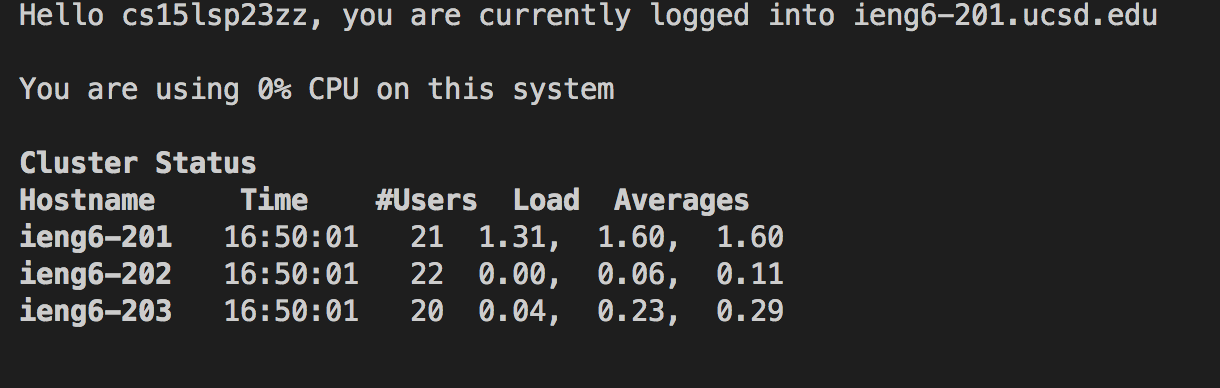 Hello cs15lsp23zz, you are currently logged into ieng6-201.ucsd.edu
You are using 0% CPU on this system
Cluster Status
Hostname Time #Users Load Averages
ieng6-201 16:50:01 21 1.31, 1.60, 1.60
ieng6-202 16:50:01 22 0.00, 0.06, 0.11
ieng6-203 16:50:01 20 0.04, 0.23, 0.29